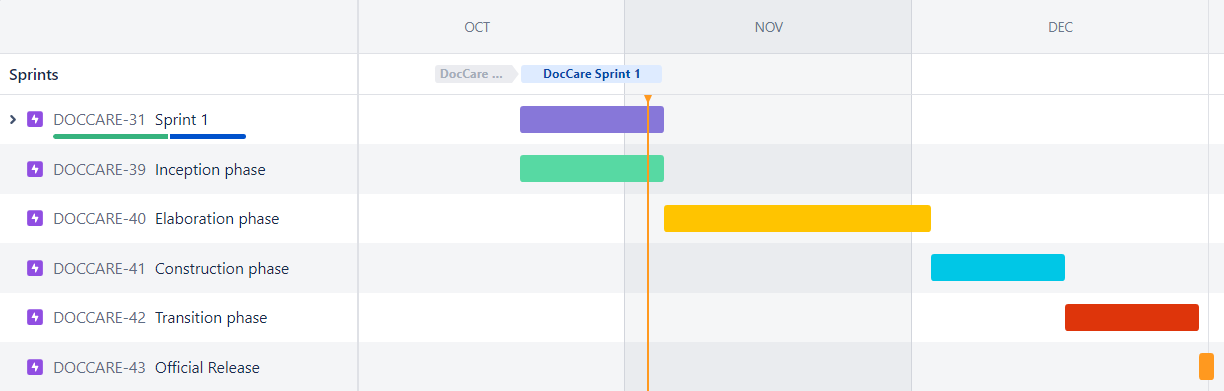 OCT NOV DEC
Sprints DocCare ... DocCare Sprint 1
DOCCARE-31 Sprint 1
DOCCARE-39 Inception phase
DOCCARE-40 Elaboration phase
DOCCARE-41 Construction phase
DOCCARE-42 Transition phase
DOCCARE-43 Official Release